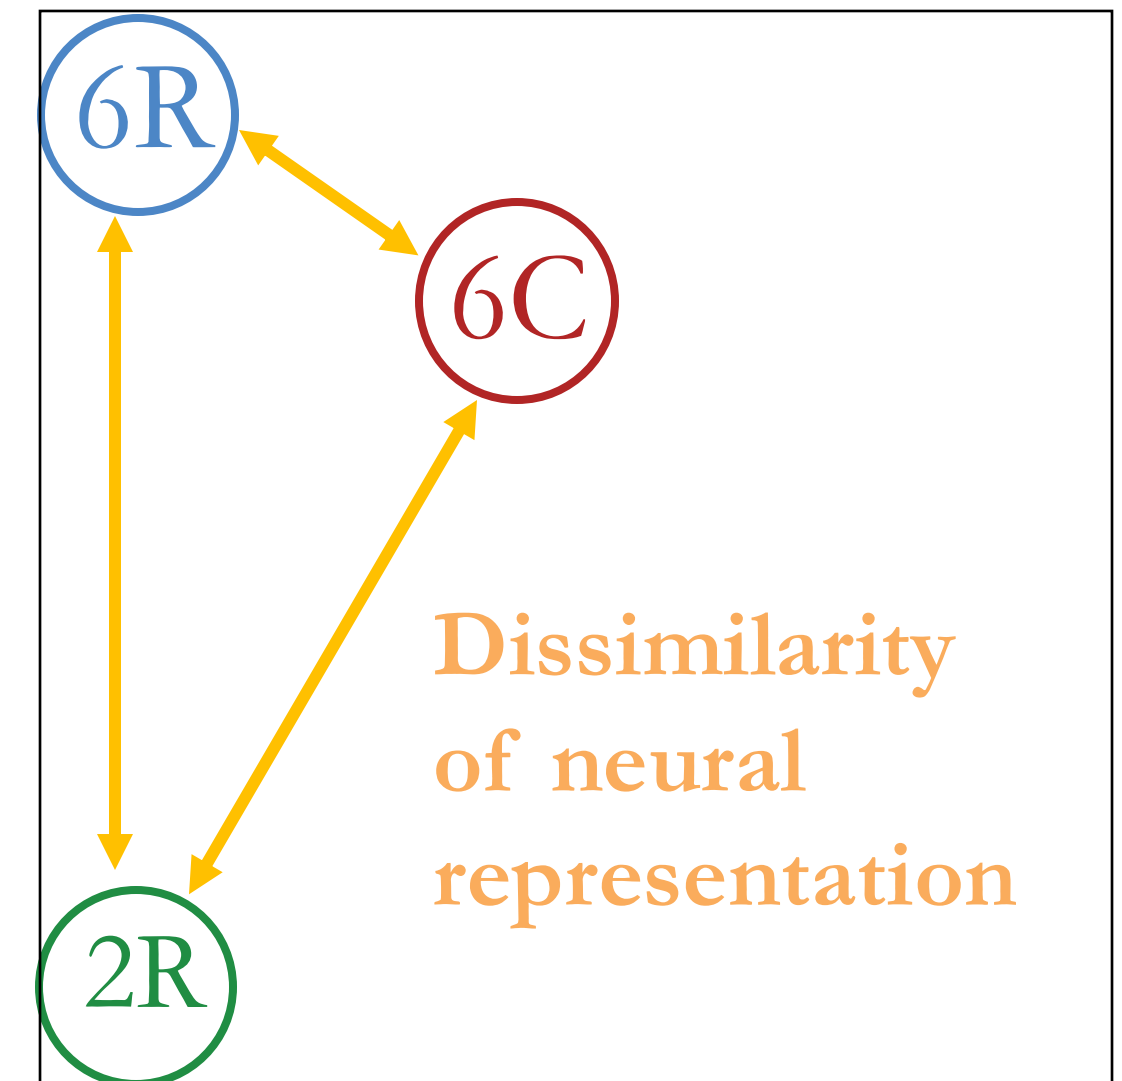 6R
6C
Dissimilarity
of neural
representation
2R